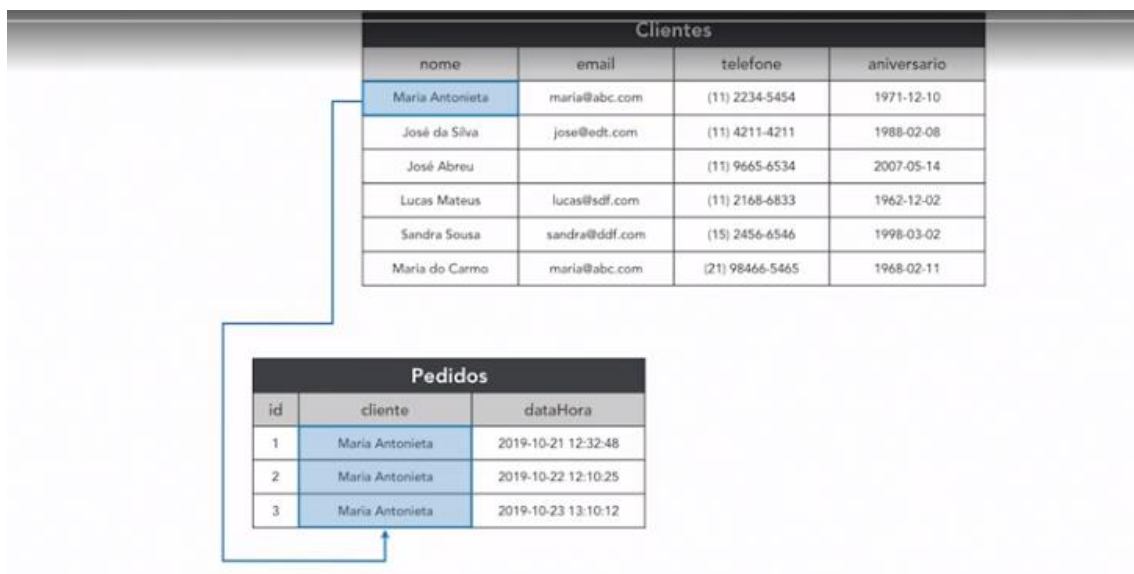 Clientes
nome email telefone aniversario
Maria Antonieta maria@abc.com (11) 2234-5454 1971-12-10
José da Silva jose@edt.com (11) 4211-4211 1988-02-08
José Abreu (11) 9665-6534 2007-05-14
Lucas Mateus lucas@sdf.com (11) 2168-6833 1962-12-02
Sandra Sousa sandra@ddf.com (15) 2456-6546 1998-03-02
Maria do Carmo maria@abc.com (21) 98466-5465 1968-02-11
Pedidos
id cliente dataHora
1 Maria Antonieta 2019-10-21 12:32:48
2 Maria Antonieta 2019-10-22 12:10:25
3 Maria Antonieta 2019-10-23 13:10:12